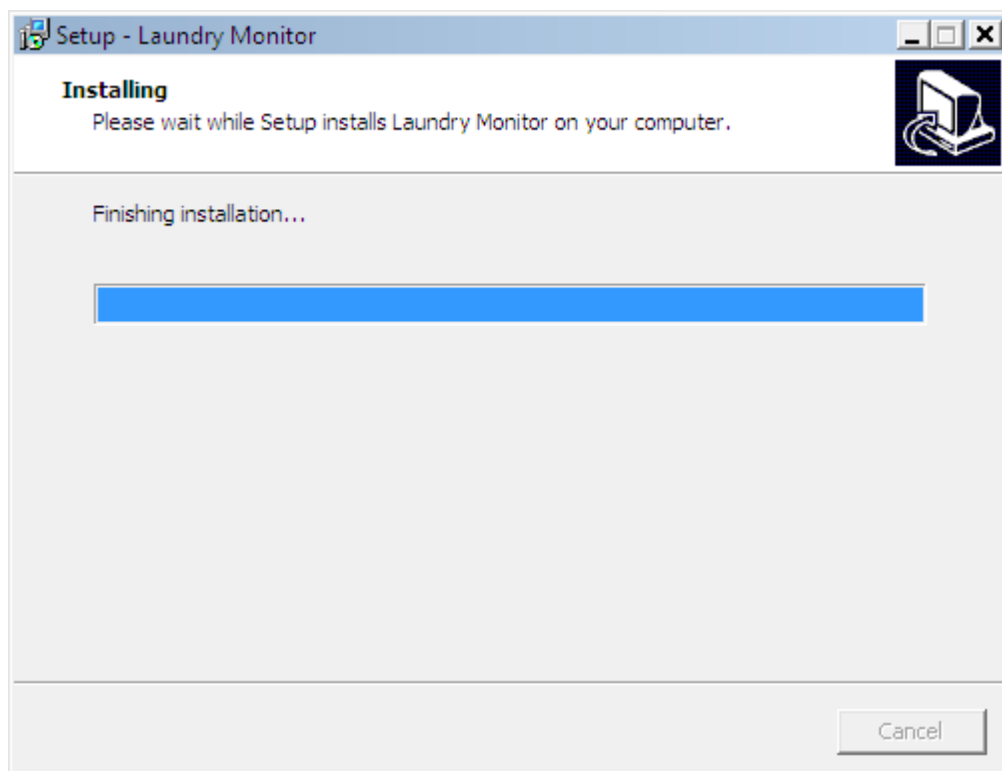 Setup - Laundry Monitor
Installing
Please wait while Setup installs Laundry Monitor on your computer.
Finishing installation...
Cancel